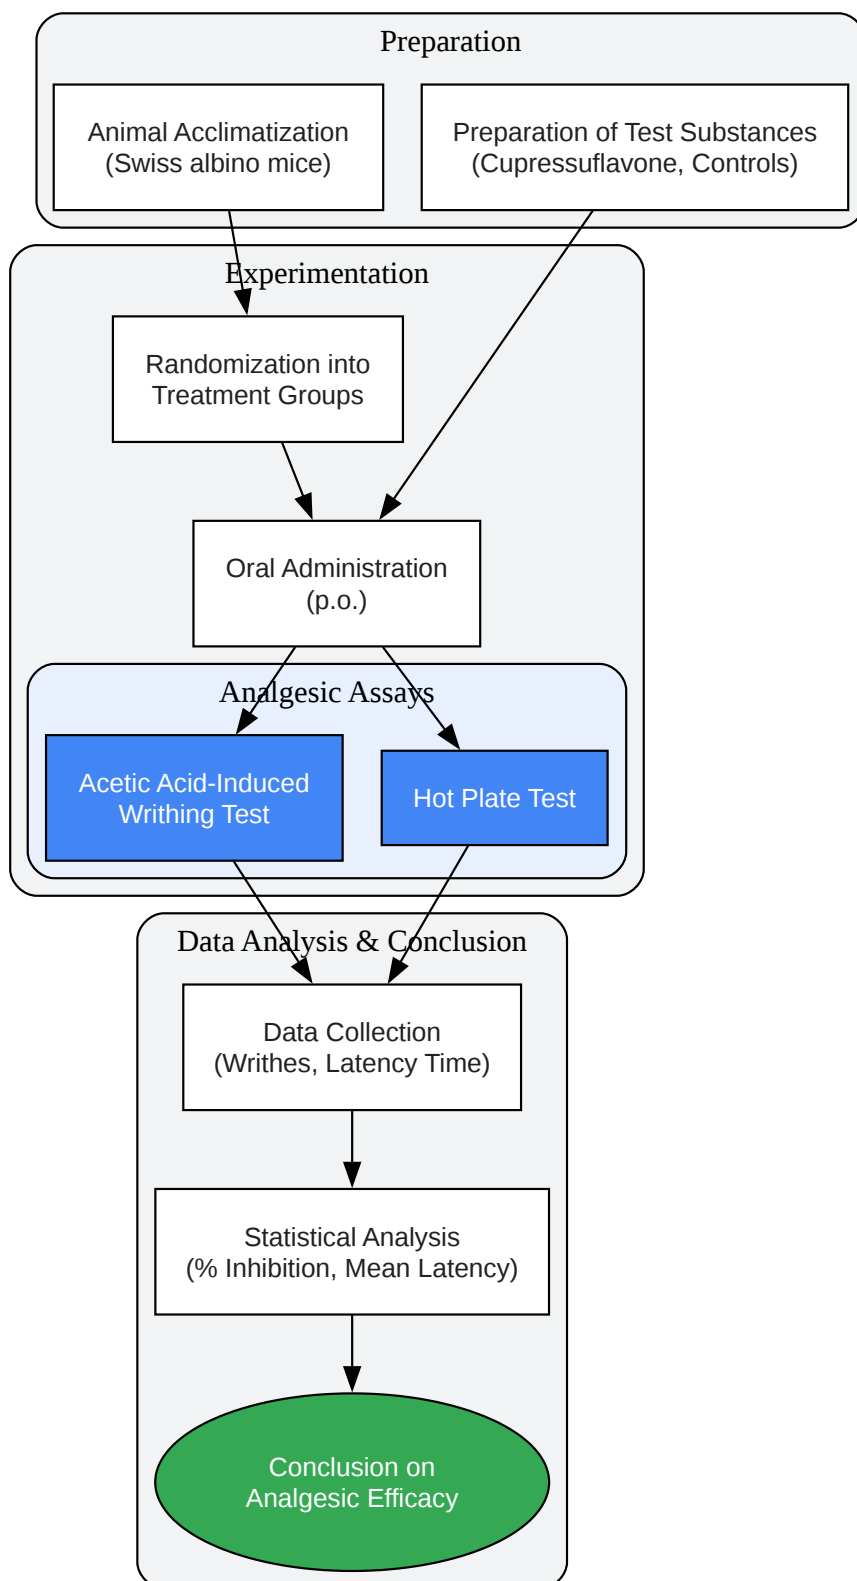 Preparation
Animal Acclimatization
(Swiss albino mice)
Preparation of Test Substances
(Cupressuflavone, Controls)
Experimentation
Randomization into
Treatment Groups
Oral Administration
(p.o.)
Analgesic Assays
Acetic Acid-Induced
Writhing Test
Hot Plate Test
Data Analysis & Conclusion
Data Collection
(Writhes, Latency Time)
Statistical Analysis
(% Inhibition, Mean Latency)
Conclusion on
Analgesic Efficacy